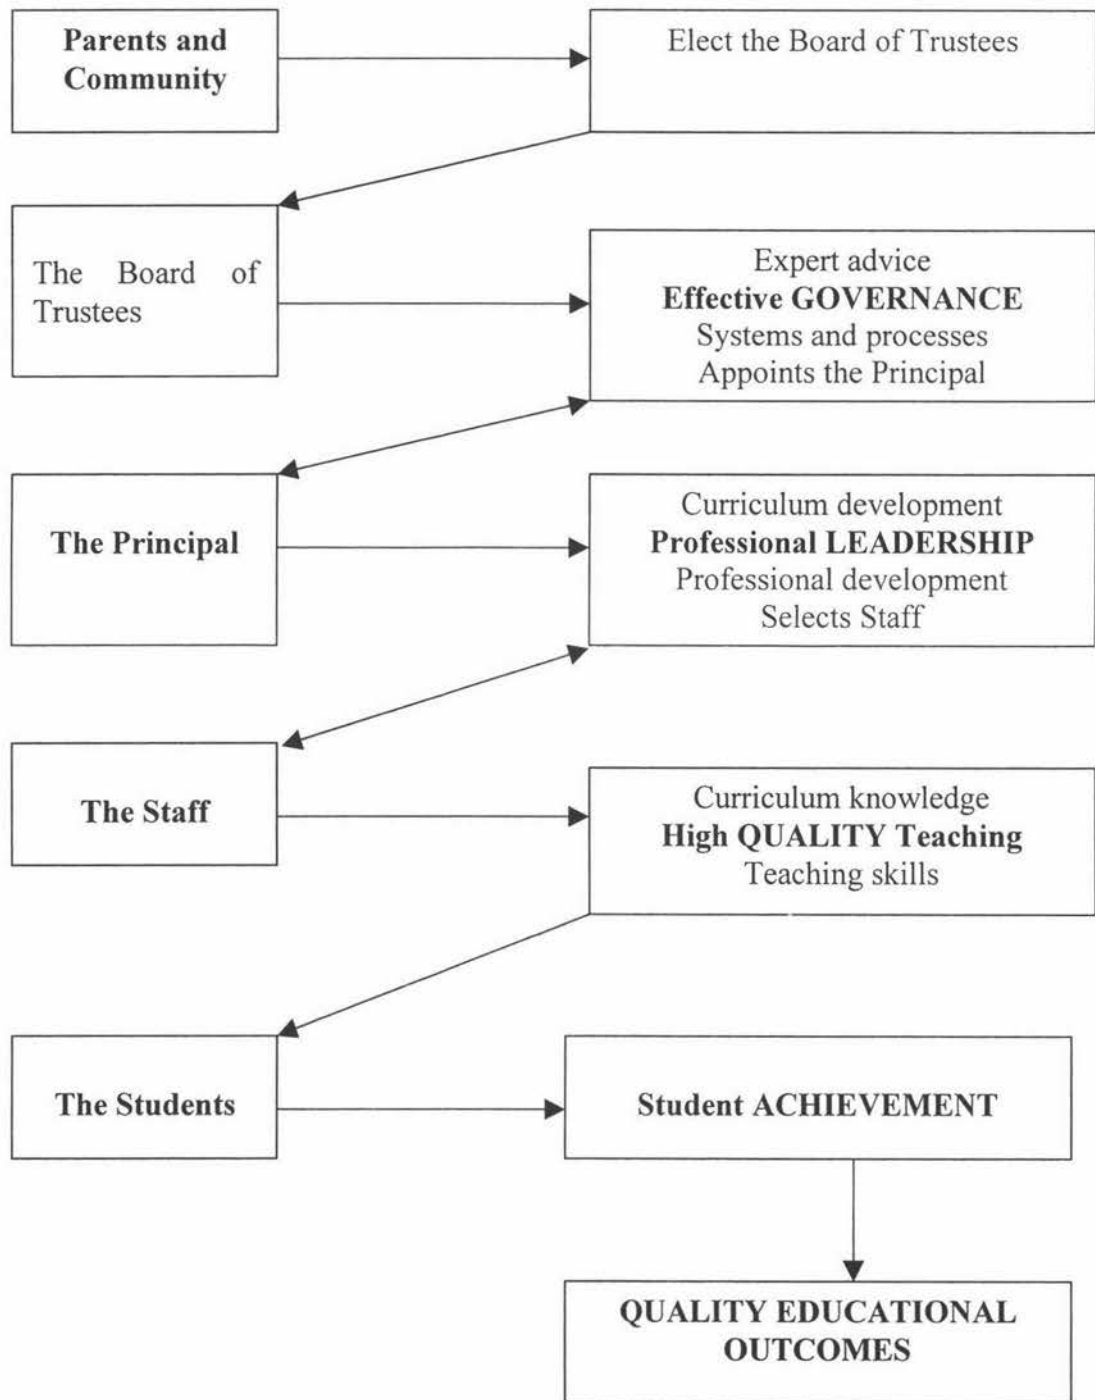 Parents and
Community
Elect the Board of Trustees
The Board of
Trustees
Expert advice
Effective GOVERNANCE
Systems and processes
Appoints the Principal
The Principal
Curriculum development
Professional LEADERSHIP
Professional development
Selects Staff
The Staff
Curriculum knowledge
High QUALITY Teaching
Teaching skills
The Students
Student ACHIEVEMENT
QUALITY EDUCATIONAL
OUTCOMES